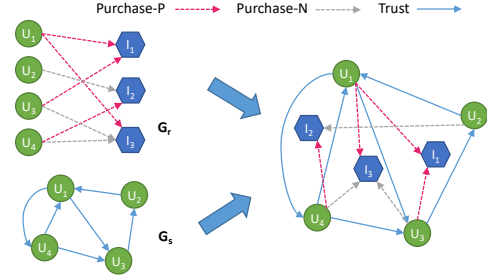 Purchase-P Purchase-N Trust
U1 I1
U2 I2
U3 I3
U4
Gr
U1 U2
U4 U3
Gs
U1
U2
I2
I1
I3
U4 U3